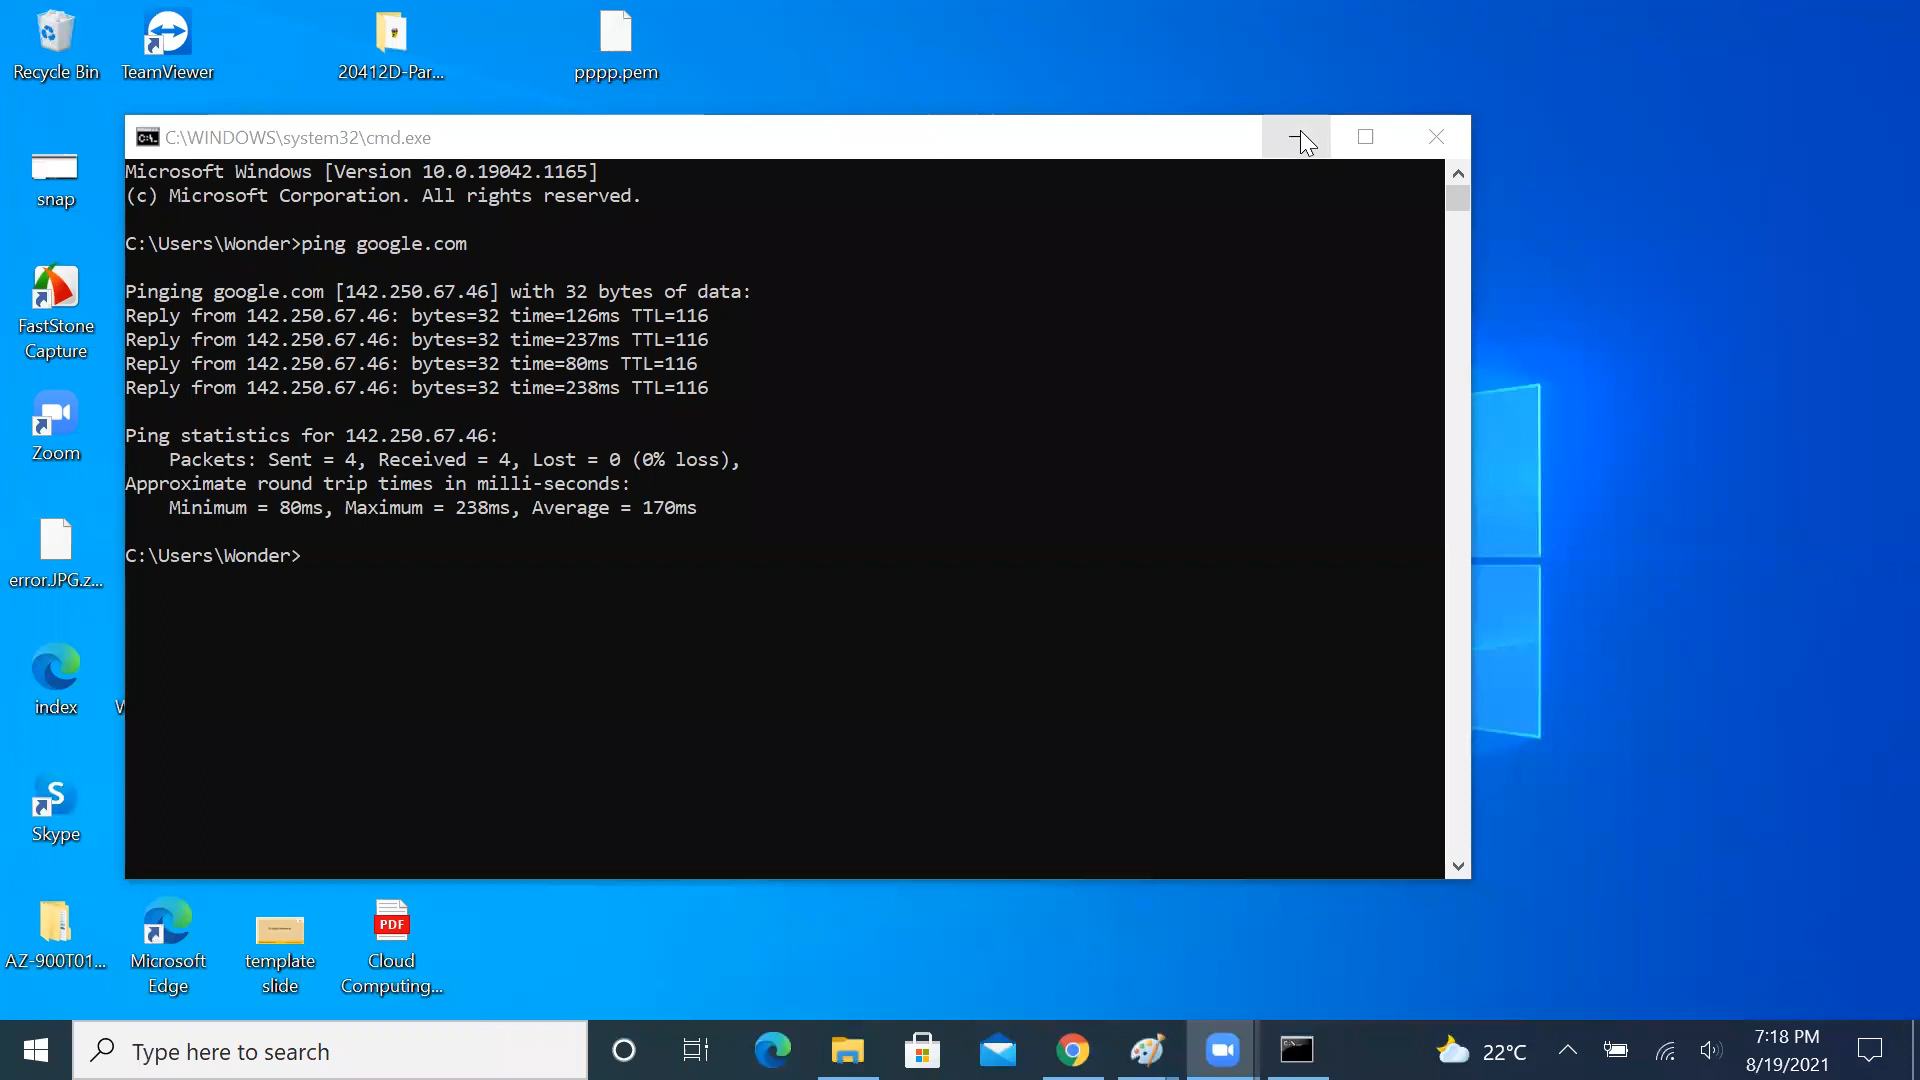 Recycle Bin
TeamViewer
20412D-Par...
pppp.pem
C:\WINDOWS\system32\cmd.exe
Microsoft Windows [Version 10.0.19042.1165]
(c) Microsoft Corporation. All rights reserved.
C:\Users\Wonder>ping google.com
Pinging google.com [142.250.67.46] with 32 bytes of data:
Reply from 142.250.67.46: bytes=32 time=126ms TTL=116
Reply from 142.250.67.46: bytes=32 time=237ms TTL=116
Reply from 142.250.67.46: bytes=32 time=80ms TTL=116
Reply from 142.250.67.46: bytes=32 time=238ms TTL=116
Ping statistics for 142.250.67.46:
Packets: Sent = 4, Received = 4, Lost = 0 (0% loss),
Approximate round trip times in milli-seconds:
Minimum = 80ms, Maximum = 238ms, Average = 170ms
C:\Users\Wonder>
snap
FastStone
Capture
Zoom
error.JPG.z...
index
Skype
AZ-900T01...
Microsoft
Edge
template
slide
PDF
Cloud
Computing...
Type here to search
22°C
7:18 PM
8/19/2021